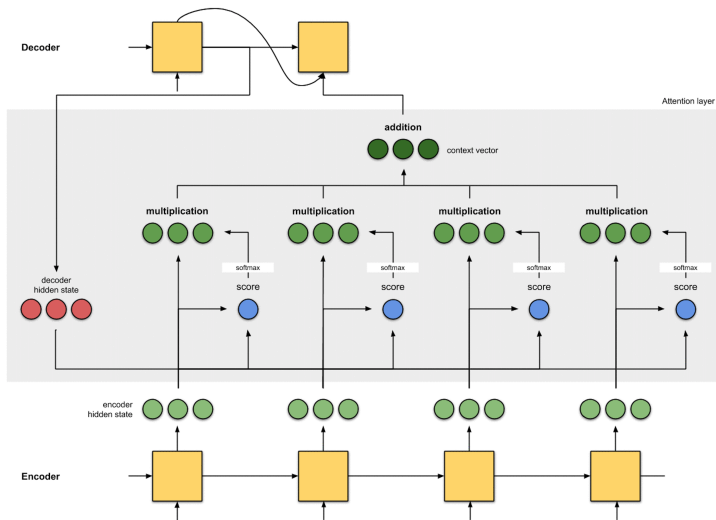 Decoder
Attention layer
addition
context vector
multiplication
multiplication
multiplication
multiplication
softmax
softmax
softmax
softmax
decoder
hidden state
score
score
score
score
encoder
hidden state
Encoder